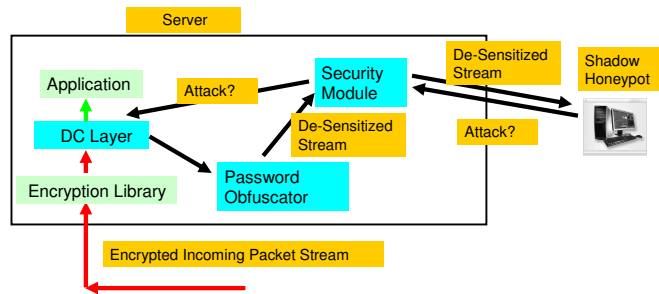 Server
De-Sensitized
Stream
Shadow
Honeypot
Security
Module
Application
Attack?
De-Sensitized
Stream
Attack?
DC Layer
Password
Obfuscator
Encryption Library
Encrypted Incoming Packet Stream